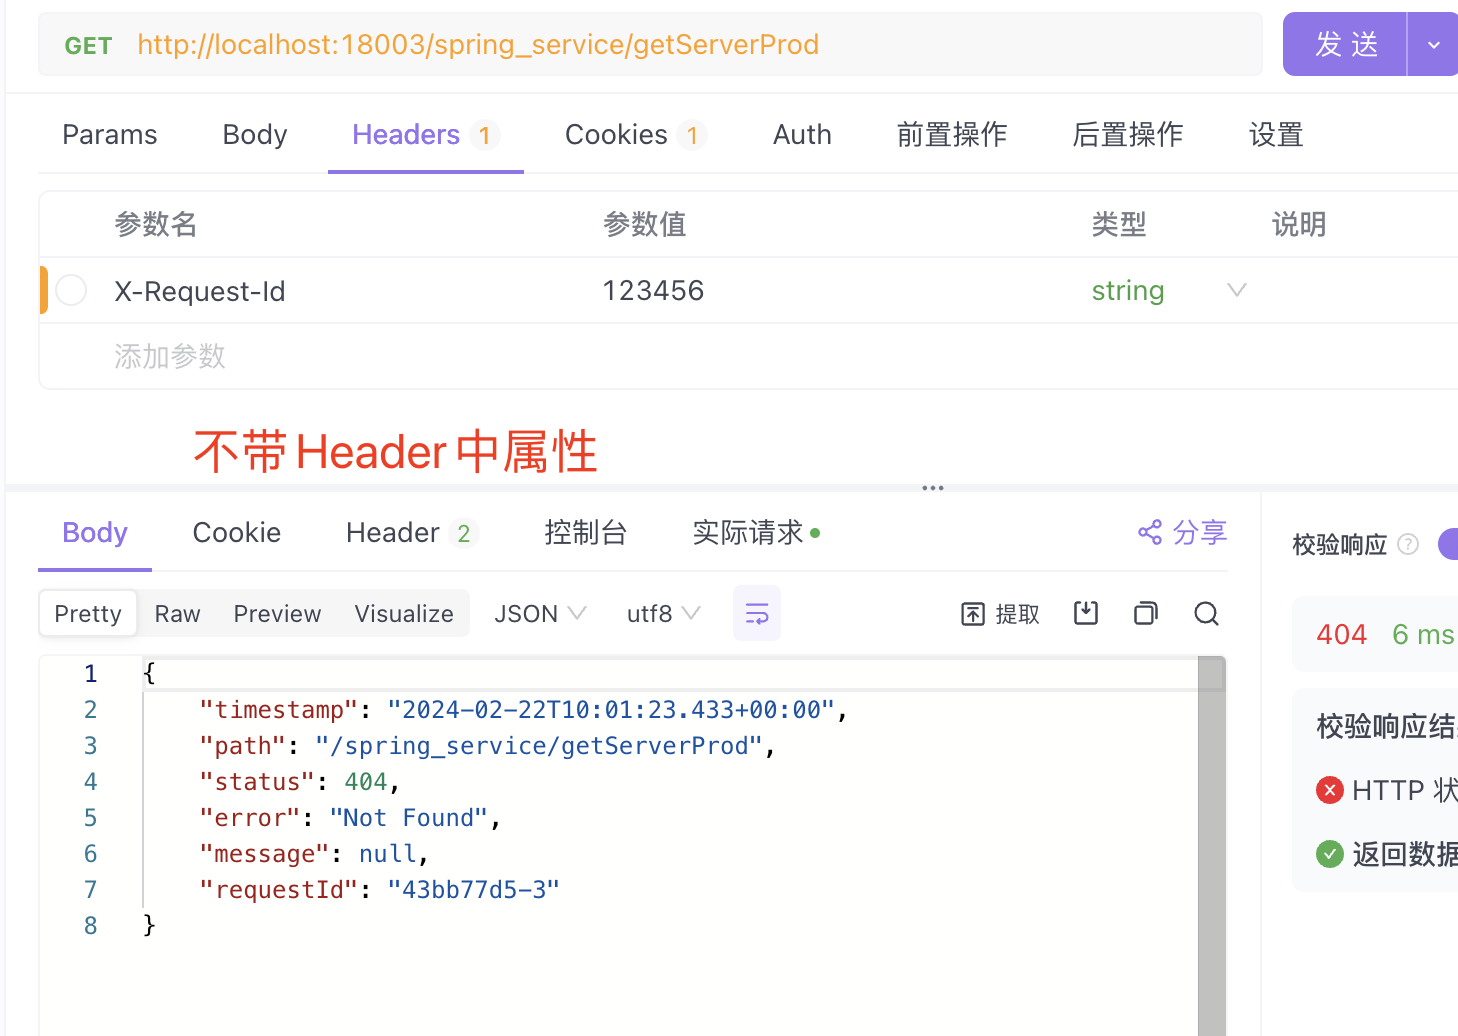 GET http://localhost:18003/spring_service/getServerProd 发 送
Params Body Headers 1 Cookies 1 Auth 前置操作 后置操作 设置
参数名 参数值 类型 说明
X-Request-Id 123456 string
添加参数
不带Header中属性
Body Cookie Header 2 控制台 实际请求 分享 校验响应
Pretty Raw Preview Visualize JSON utf8 提取
404 6 ms
1 {
2 "timestamp": "2024-02-22T10:01:23.433+00:00",
3 "path": "/spring_service/getServerProd",
4 "status": 404,
5 "error": "Not Found",
6 "message": null,
7 "requestId": "43bb77d5-3"
8 }
校验响应结
HTTP 状
返回数据